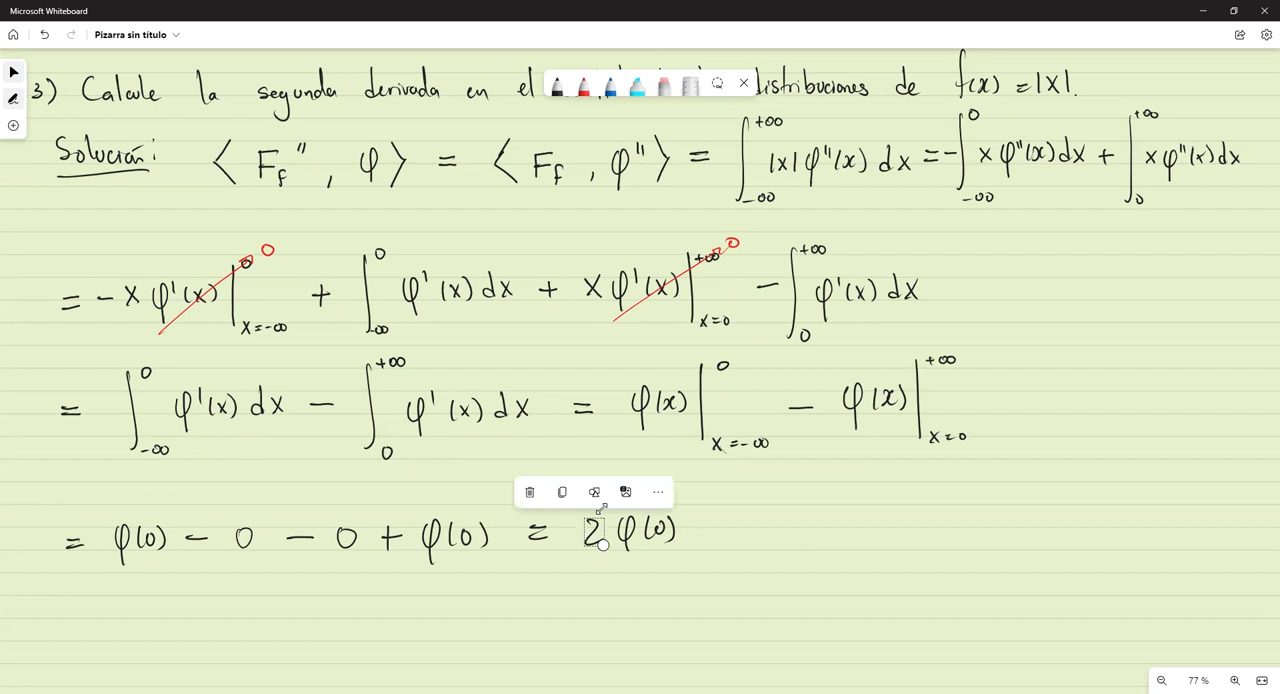 Microsoft Whiteboard
Pizarra sin título
3) Calcule la segunda derivada en el distribuciones de f(x) = |x|.
Solución: ⟨F_f'', φ⟩ = ⟨F_f, φ''⟩ = ∫_{-∞}^{+∞} |x| φ''(x) dx = -∫_{-∞}^{0} x φ''(x) dx + ∫_{0}^{+∞} x φ''(x) dx
= - x φ'(x) |_{x=-∞}^{0} 0 + ∫_{-∞}^{0} φ'(x) dx + x φ'(x) |_{x=0}^{+∞} 0 - ∫_{0}^{+∞} φ'(x) dx
= ∫_{-∞}^{0} φ'(x) dx - ∫_{0}^{+∞} φ'(x) dx = φ(x) |_{x=-∞}^{0} - φ(x) |_{x=0}^{+∞}
= φ(0) - 0 - 0 + φ(0) = 2 φ(0)
77 %